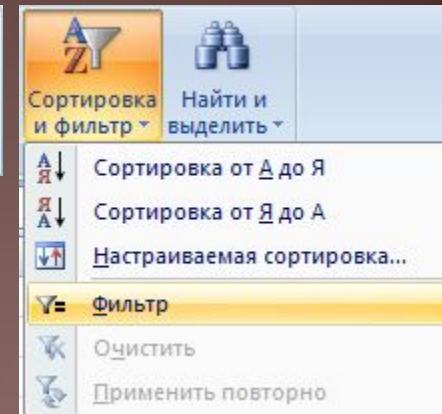 Сортировка и фильтр
Найти и выделить
Сортировка от А до Я
Сортировка от Я до А
Настраиваемая сортировка...
Фильтр
Очистить
Применить повторно